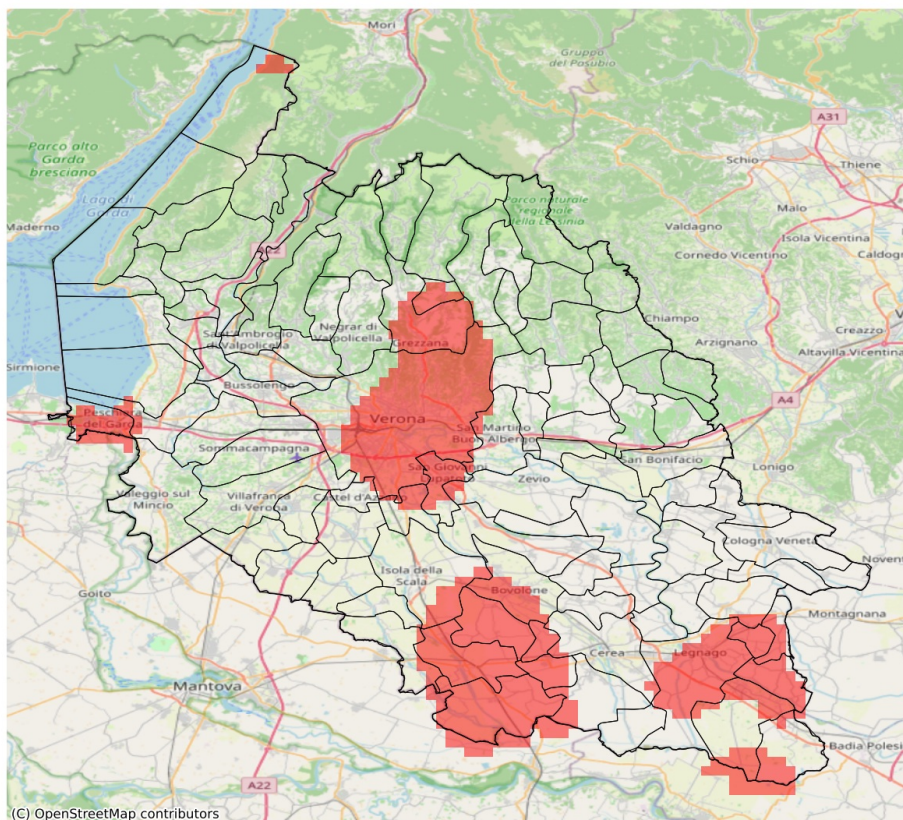 Mori
Gruppo
del Pasubio
A31
Parco alto
Garda
bresciano
Schio
Thiene
Lago di
Garda
Parco naturale
regionale
della Lessinia
Malo
Maderno
Valdagno
Isola Vicentina
A22
Cornedo Vicentino
Caldogn
Chiampo
Sant'Ambrogio
di Valpolicella
Negrar di
Valpolicella
Grezzana
Arzignano
Creazzo
Altavilla Vicentina
Sirmione
Bussolengo
A4
Peschiera
del Garda
Verona
San Martino
Buon Albergo
Sommacampagna
San Giovanni
Lupatoto
San Bonifacio
Lonigo
Zevio
Valeggio sul
Mincio
Villafranca
di Verona
Castel d'Azzano
Cologna Veneta
Novent
Isola della
Scala
Bovolone
Goito
Montagnana
Cerea
Legnago
Mantova
Badia Polesi
A22
(C) OpenStreetMap contributors